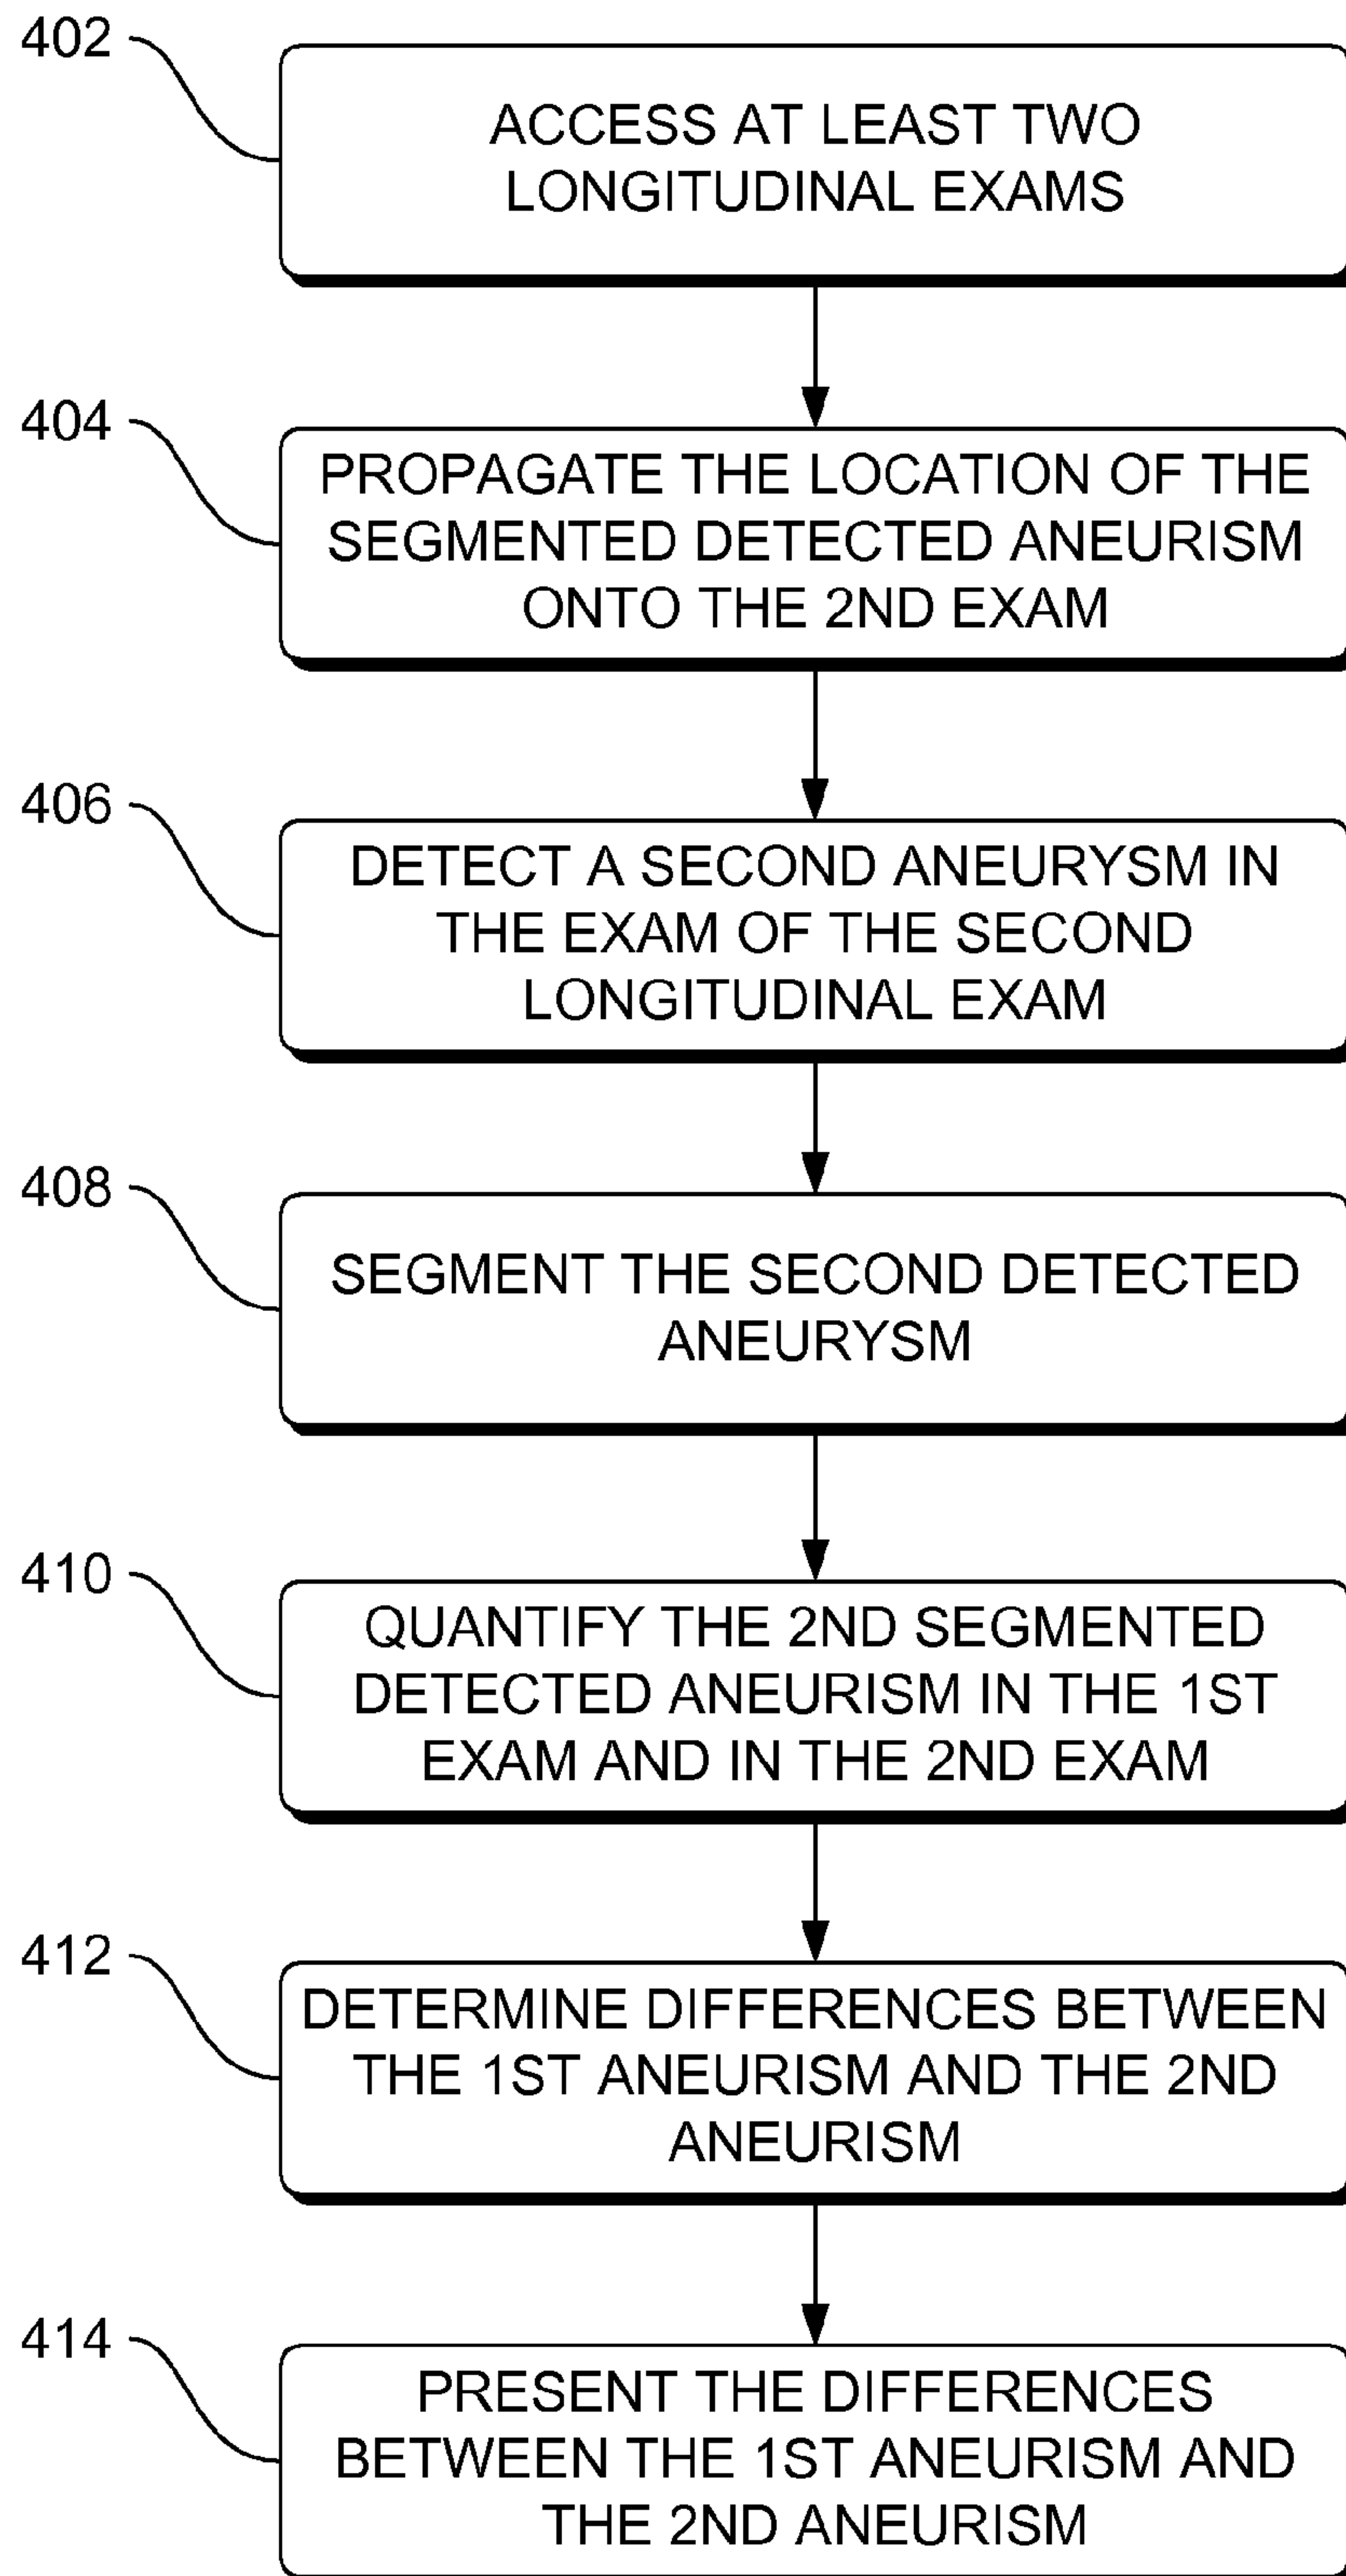 402
ACCESS AT LEAST TWO
LONGITUDINAL EXAMS
404
PROPAGATE THE LOCATION OF THE
SEGMENTED DETECTED ANEURISM
ONTO THE 2ND EXAM
406
DETECT A SECOND ANEURYSM IN
THE EXAM OF THE SECOND
LONGITUDINAL EXAM
408
SEGMENT THE SECOND DETECTED
ANEURYSM
410
QUANTIFY THE 2ND SEGMENTED
DETECTED ANEURISM IN THE 1ST
EXAM AND IN THE 2ND EXAM
412
DETERMINE DIFFERENCES BETWEEN
THE 1ST ANEURISM AND THE 2ND
ANEURISM
414
PRESENT THE DIFFERENCES
BETWEEN THE 1ST ANEURISM AND
THE 2ND ANEURISM